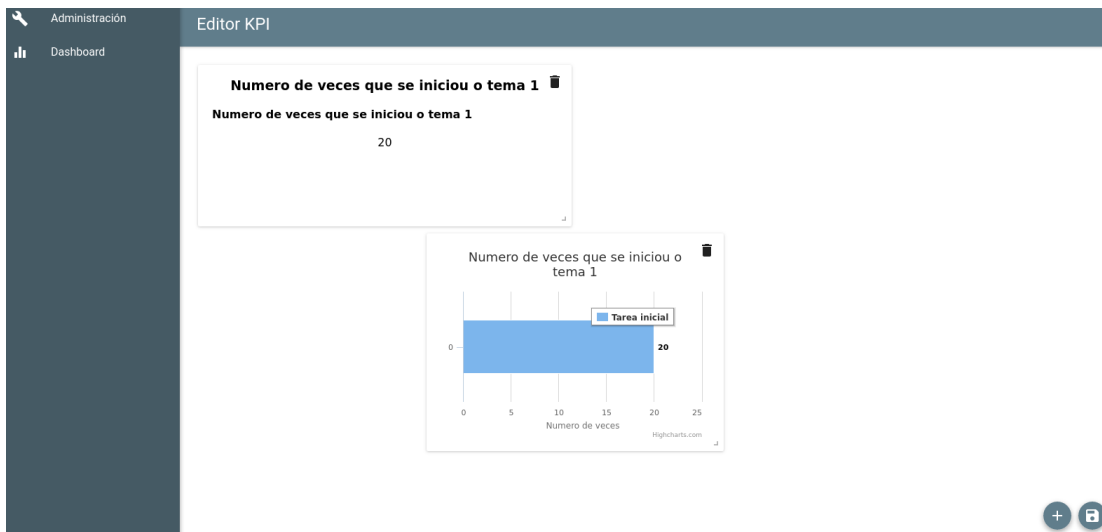 Administración
Dashboard
Editor KPI
Numero de veces que se iniciou o tema 1
Numero de veces que se iniciou o tema 1
20
Numero de veces que se iniciou o
tema 1
Tarea inicial
0
20
0 5 10 15 20 25
Numero de veces
Highcharts.com